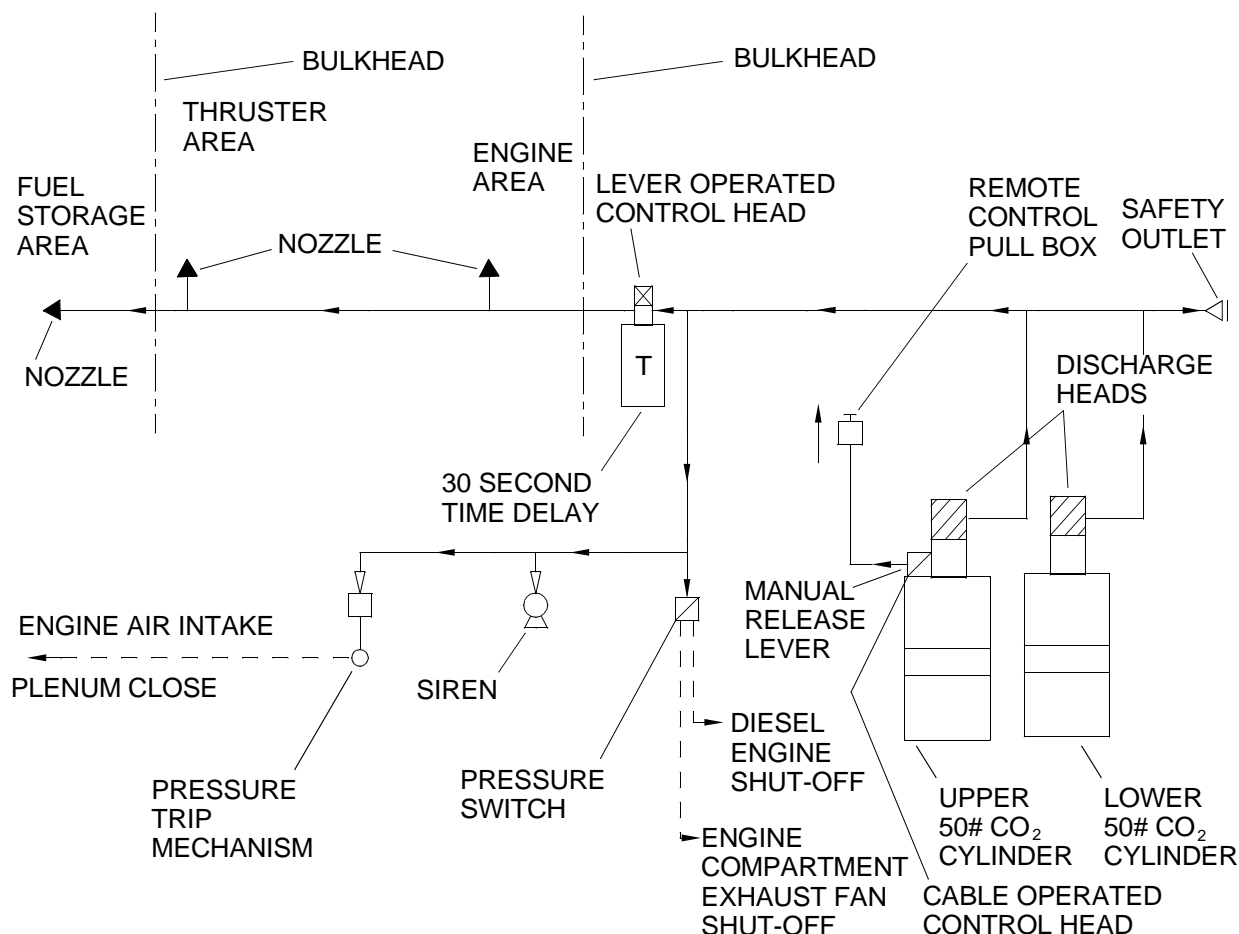 BULKHEAD
BULKHEAD
THRUSTER
AREA
ENGINE
AREA
FUEL
STORAGE
AREA
LEVER OPERATED
CONTROL HEAD
REMOTE
CONTROL
PULL BOX
SAFETY
OUTLET
NOZZLE
NOZZLE
T
DISCHARGE
HEADS
30 SECOND
TIME DELAY
MANUAL
RELEASE
LEVER
ENGINE AIR INTAKE
PLENUM CLOSE
SIREN
PRESSURE
TRIP
MECHANISM
PRESSURE
SWITCH
DIESEL
ENGINE
SHUT-OFF
ENGINE
COMPARTMENT
EXHAUST FAN
SHUT-OFF
UPPER
50# CO₂
CYLINDER
LOWER
50# CO₂
CYLINDER
CABLE OPERATED
CONTROL HEAD